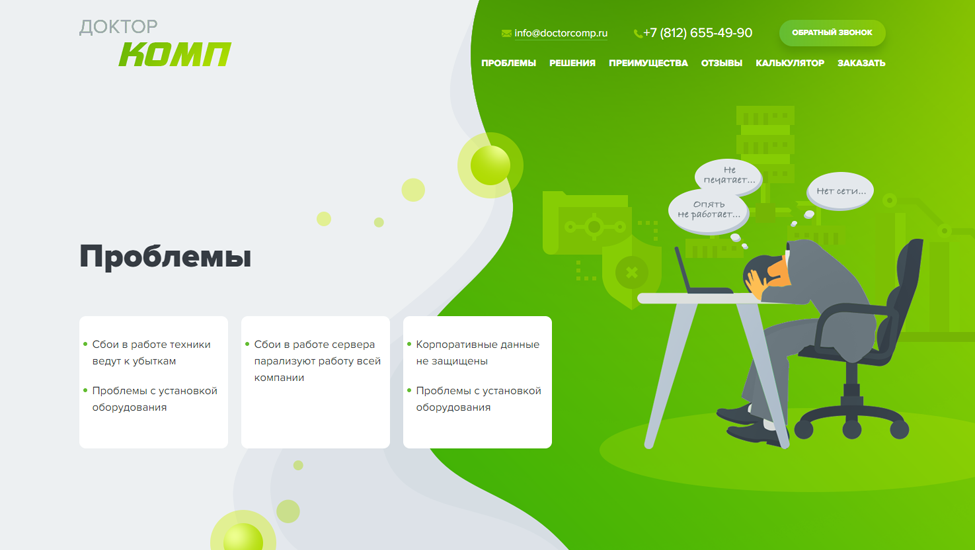 ДОКТОР
КОМП
info@doctorcomp.ru
+7 (812) 655-49-90
ОБРАТНЫЙ ЗВОНОК
ПРОБЛЕМЫ РЕШЕНИЯ ПРЕИМУЩЕСТВА ОТЗЫВЫ КАЛЬКУЛЯТОР ЗАКАЗАТЬ
Не
печатает...
Опять
не работает...
Нет сети...
Проблемы
Сбои в работе техники
ведут к убыткам
Проблемы с установкой
оборудования
Сбои в работе сервера
парализуют работу всей
компании
Корпоративные данные
не защищены
Проблемы с установкой
оборудования